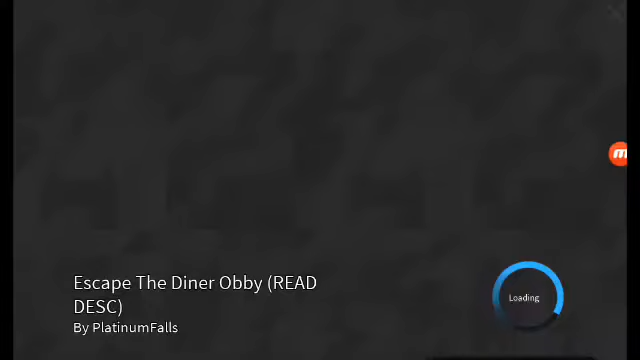 Escape The Diner Obby (READ
DESC)
By PlatinumFalls
Loading